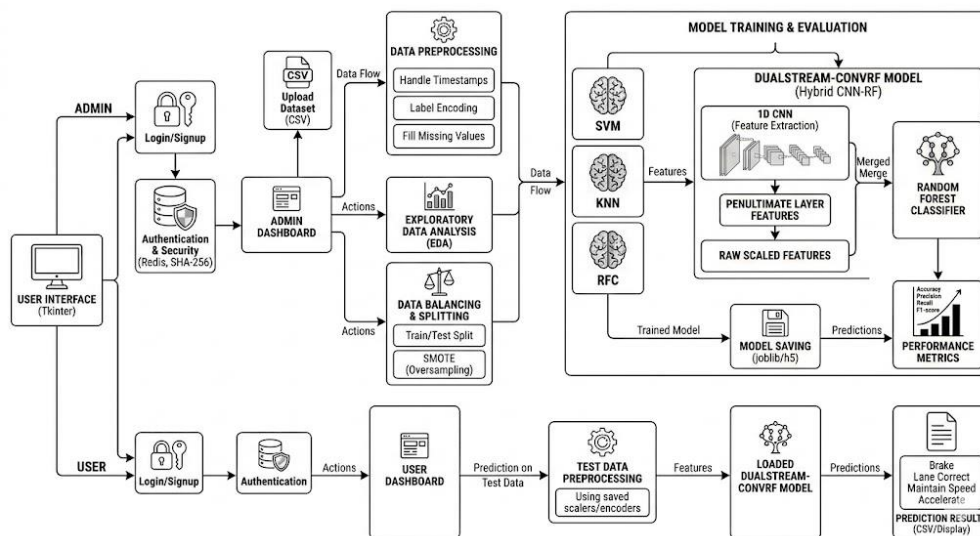 MODEL TRAINING & EVALUATION
ADMIN
Login/Signup
Authentication
& Security
(Redis, SHA-256)
USER INTERFACE
(Tkinter)
CSV
Upload
Dataset
(CSV)
ADMIN
DASHBOARD
Data Flow
Actions
Actions
DATA PREPROCESSING
Handle Timestamps
Label Encoding
Fill Missing Values
EXPLORATORY
DATA ANALYSIS
(EDA)
DATA BALANCING
& SPLITTING
Train/Test Split
SMOTE
(Oversampling)
Data
Flow
SVM
KNN
RFC
Features
DUALSTREAM-CONVRF MODEL
(Hybrid CNN-RF)
1D CNN
(Feature Extraction)
PENULTIMATE LAYER
FEATURES
RAW SCALED FEATURES
Merged
Merge
RANDOM
FOREST
CLASSIFIER
Trained Model
MODEL SAVING
(joblib/h5)
Predictions
Accuracy
Precision
Recall
F1-score
PERFORMANCE
METRICS
USER
Login/Signup
Authentication
Actions
USER
DASHBOARD
Prediction on
Test Data
TEST DATA
PREPROCESSING
Using saved
scalers/encoders
Features
LOADED
DUALSTREAM-
CONVRF MODEL
Predictions
Brake
Lane Correct
Maintain Speed
Accelerate
PREDICTION RESULT
(CSV/Display)